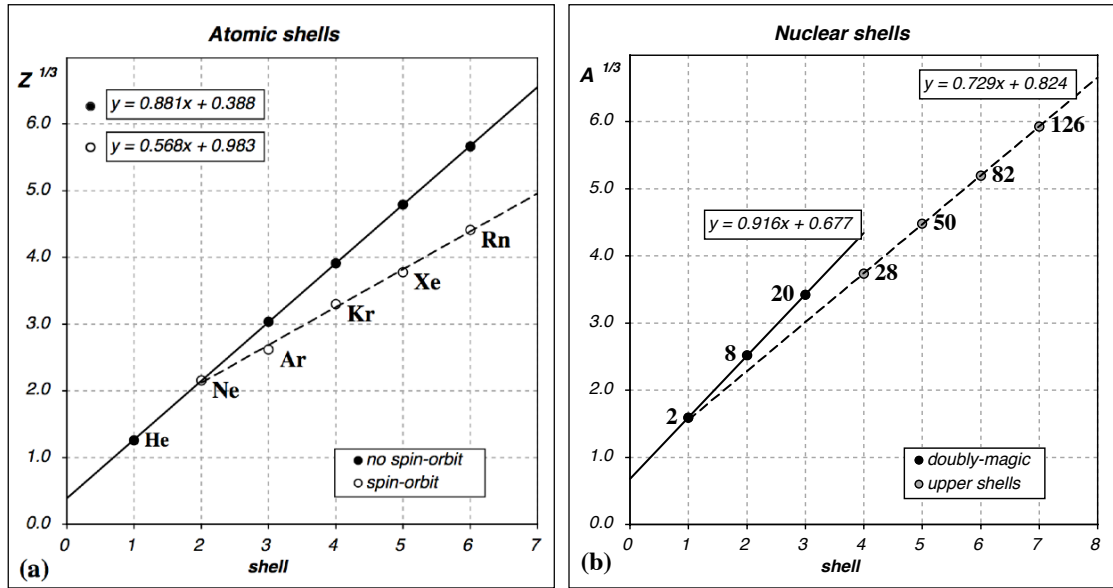 Atomic shells
Z 1/3
y = 0.881x + 0.388
y = 0.568x + 0.983
6.0
5.0
4.0
3.0
2.0
1.0
0.0
He
Ne
Ar
Kr
Xe
Rn
no spin-orbit
spin-orbit
0 1 2 3 4 5 6 7
shell
(a)
Nuclear shells
A 1/3
y = 0.729x + 0.824
y = 0.916x + 0.677
6.0
5.0
4.0
3.0
2.0
1.0
0.0
2
8
20
28
50
82
126
doubly-magic
upper shells
0 1 2 3 4 5 6 7 8
shell
(b)